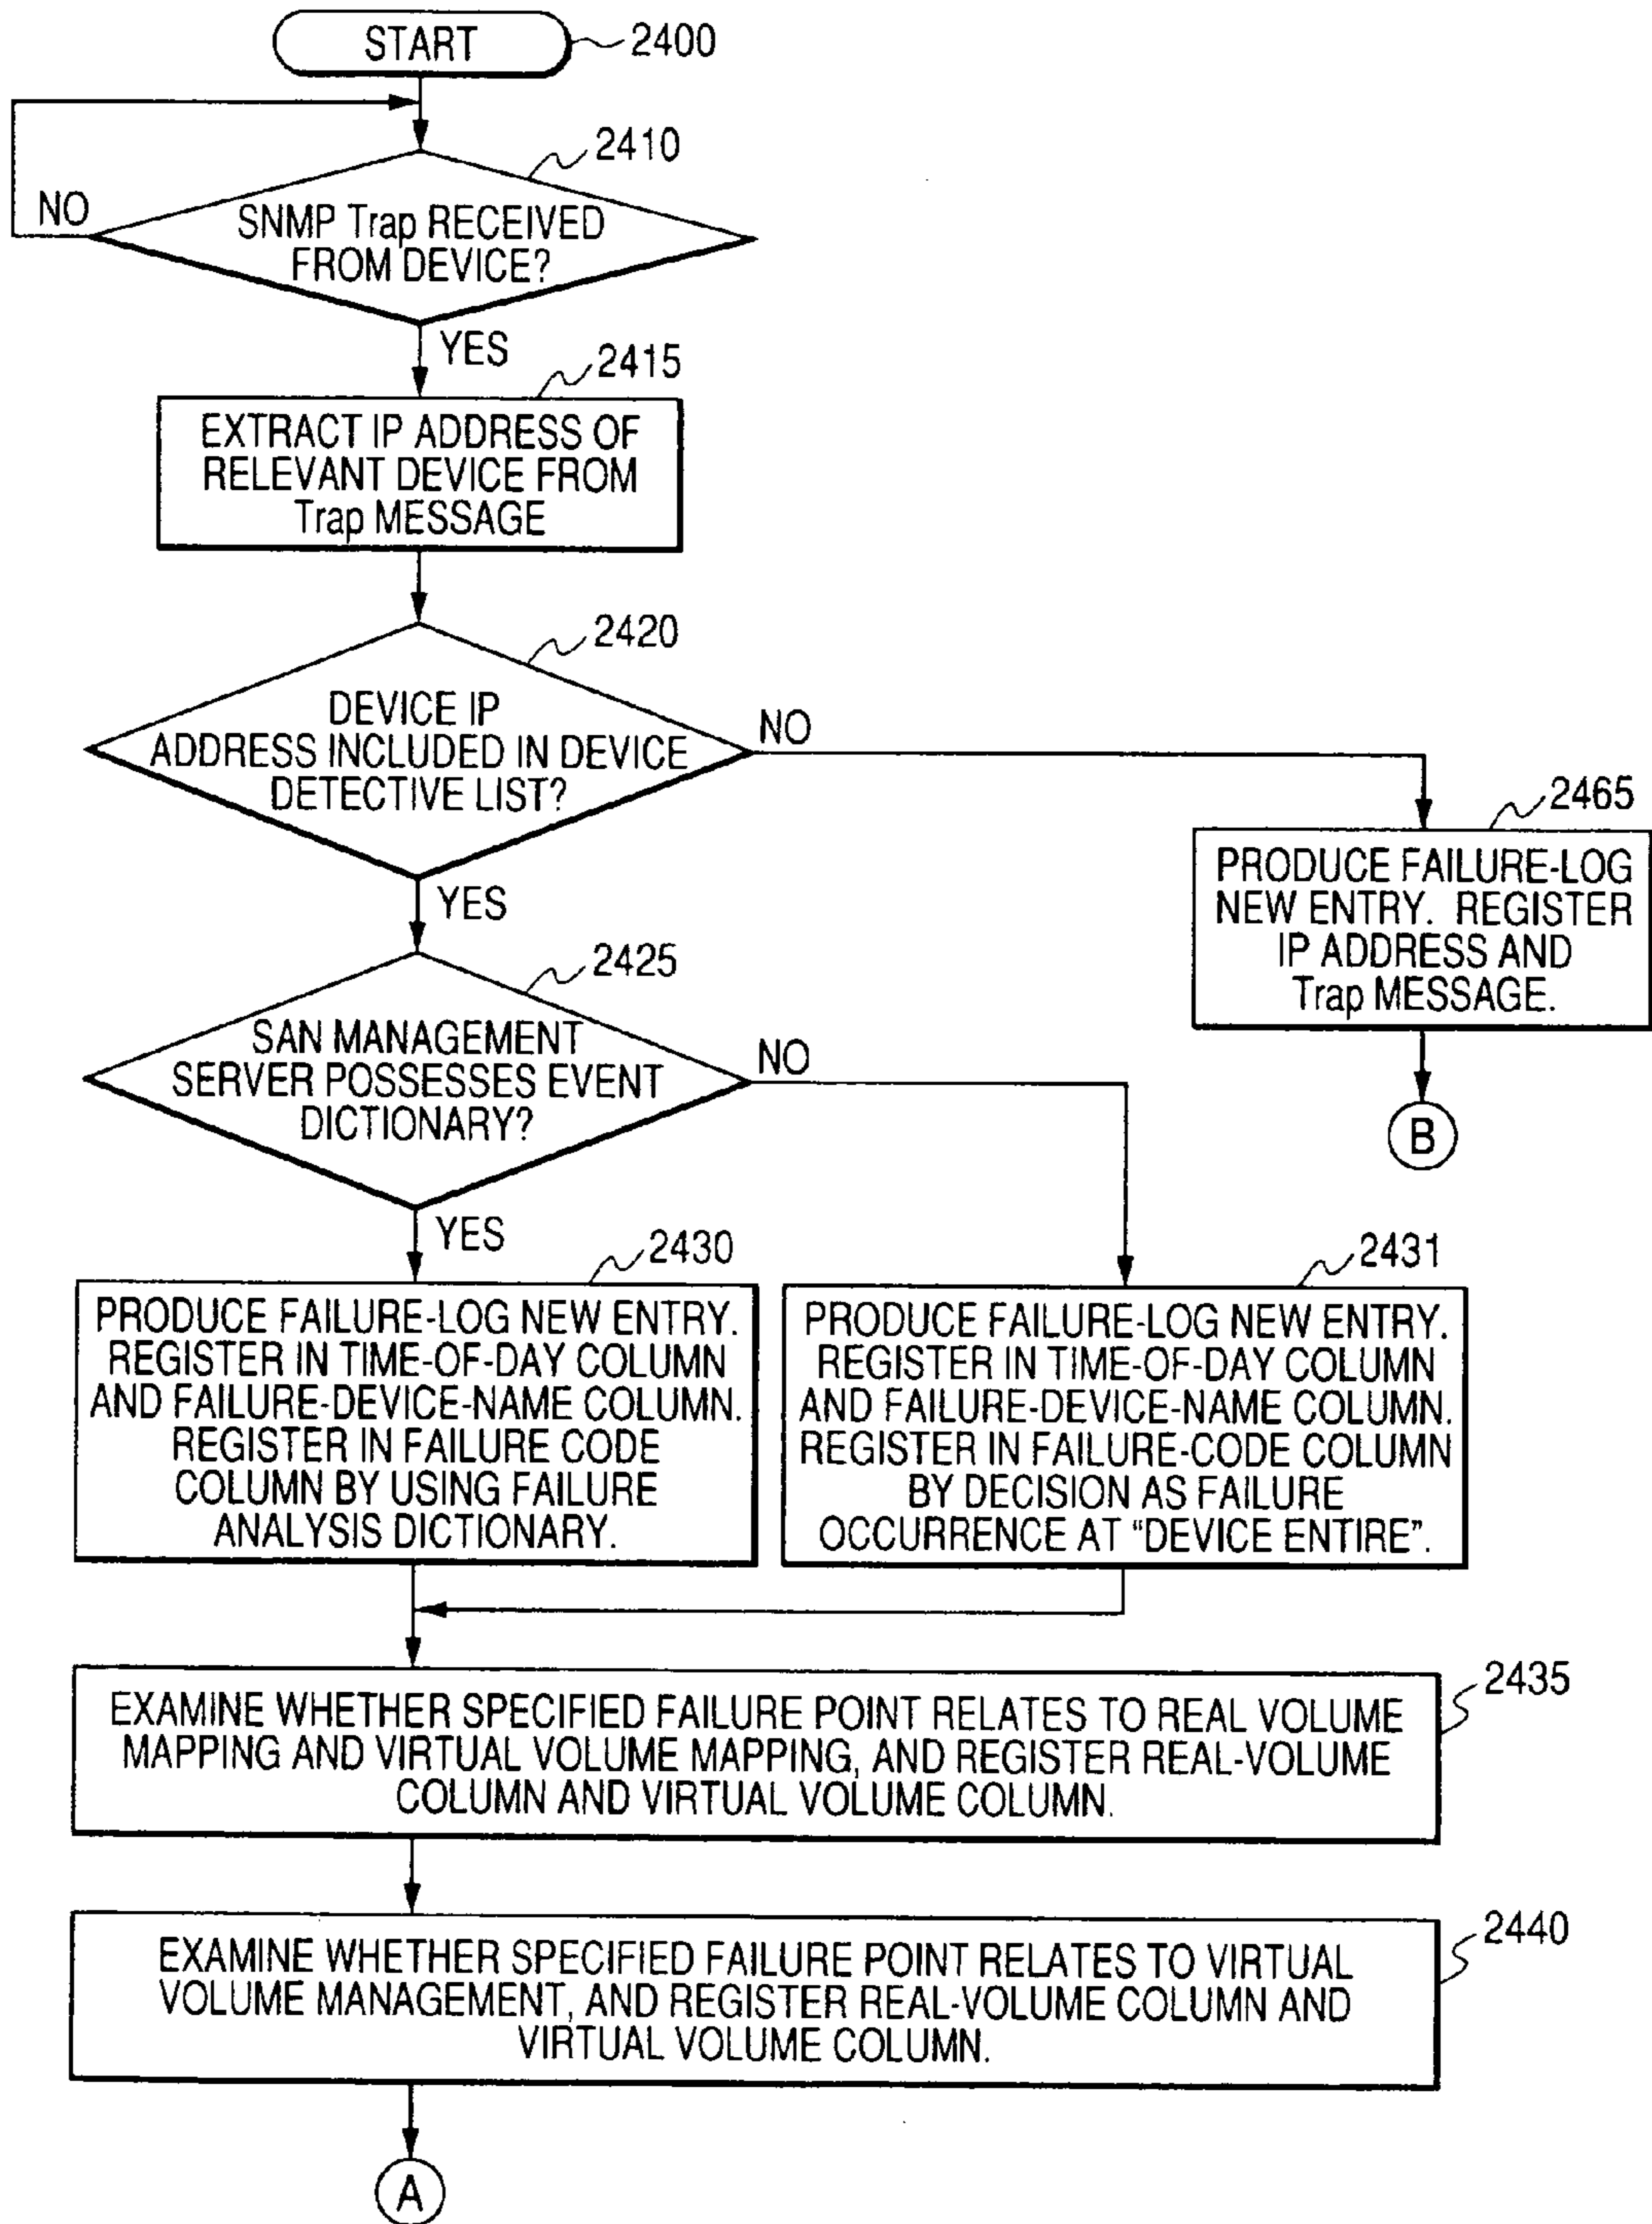 START
2400
2410
NO
SNMP Trap RECEIVED
FROM DEVICE?
YES
2415
EXTRACT IP ADDRESS OF
RELEVANT DEVICE FROM
Trap MESSAGE
2420
DEVICE IP
ADDRESS INCLUDED IN DEVICE
DETECTIVE LIST?
NO
YES
2465
PRODUCE FAILURE-LOG
NEW ENTRY. REGISTER
IP ADDRESS AND
Trap MESSAGE.
B
2425
SAN MANAGEMENT
SERVER POSSESSES EVENT
DICTIONARY?
NO
YES
2430
PRODUCE FAILURE-LOG NEW ENTRY.
REGISTER IN TIME-OF-DAY COLUMN
AND FAILURE-DEVICE-NAME COLUMN.
REGISTER IN FAILURE CODE
COLUMN BY USING FAILURE
ANALYSIS DICTIONARY.
2431
PRODUCE FAILURE-LOG NEW ENTRY.
REGISTER IN TIME-OF-DAY COLUMN
AND FAILURE-DEVICE-NAME COLUMN.
REGISTER IN FAILURE-CODE COLUMN
BY DECISION AS FAILURE
OCCURRENCE AT “DEVICE ENTIRE”.
2435
EXAMINE WHETHER SPECIFIED FAILURE POINT RELATES TO REAL VOLUME
MAPPING AND VIRTUAL VOLUME MAPPING, AND REGISTER REAL-VOLUME
COLUMN AND VIRTUAL VOLUME COLUMN.
2440
EXAMINE WHETHER SPECIFIED FAILURE POINT RELATES TO VIRTUAL
VOLUME MANAGEMENT, AND REGISTER REAL-VOLUME COLUMN AND
VIRTUAL VOLUME COLUMN.
A